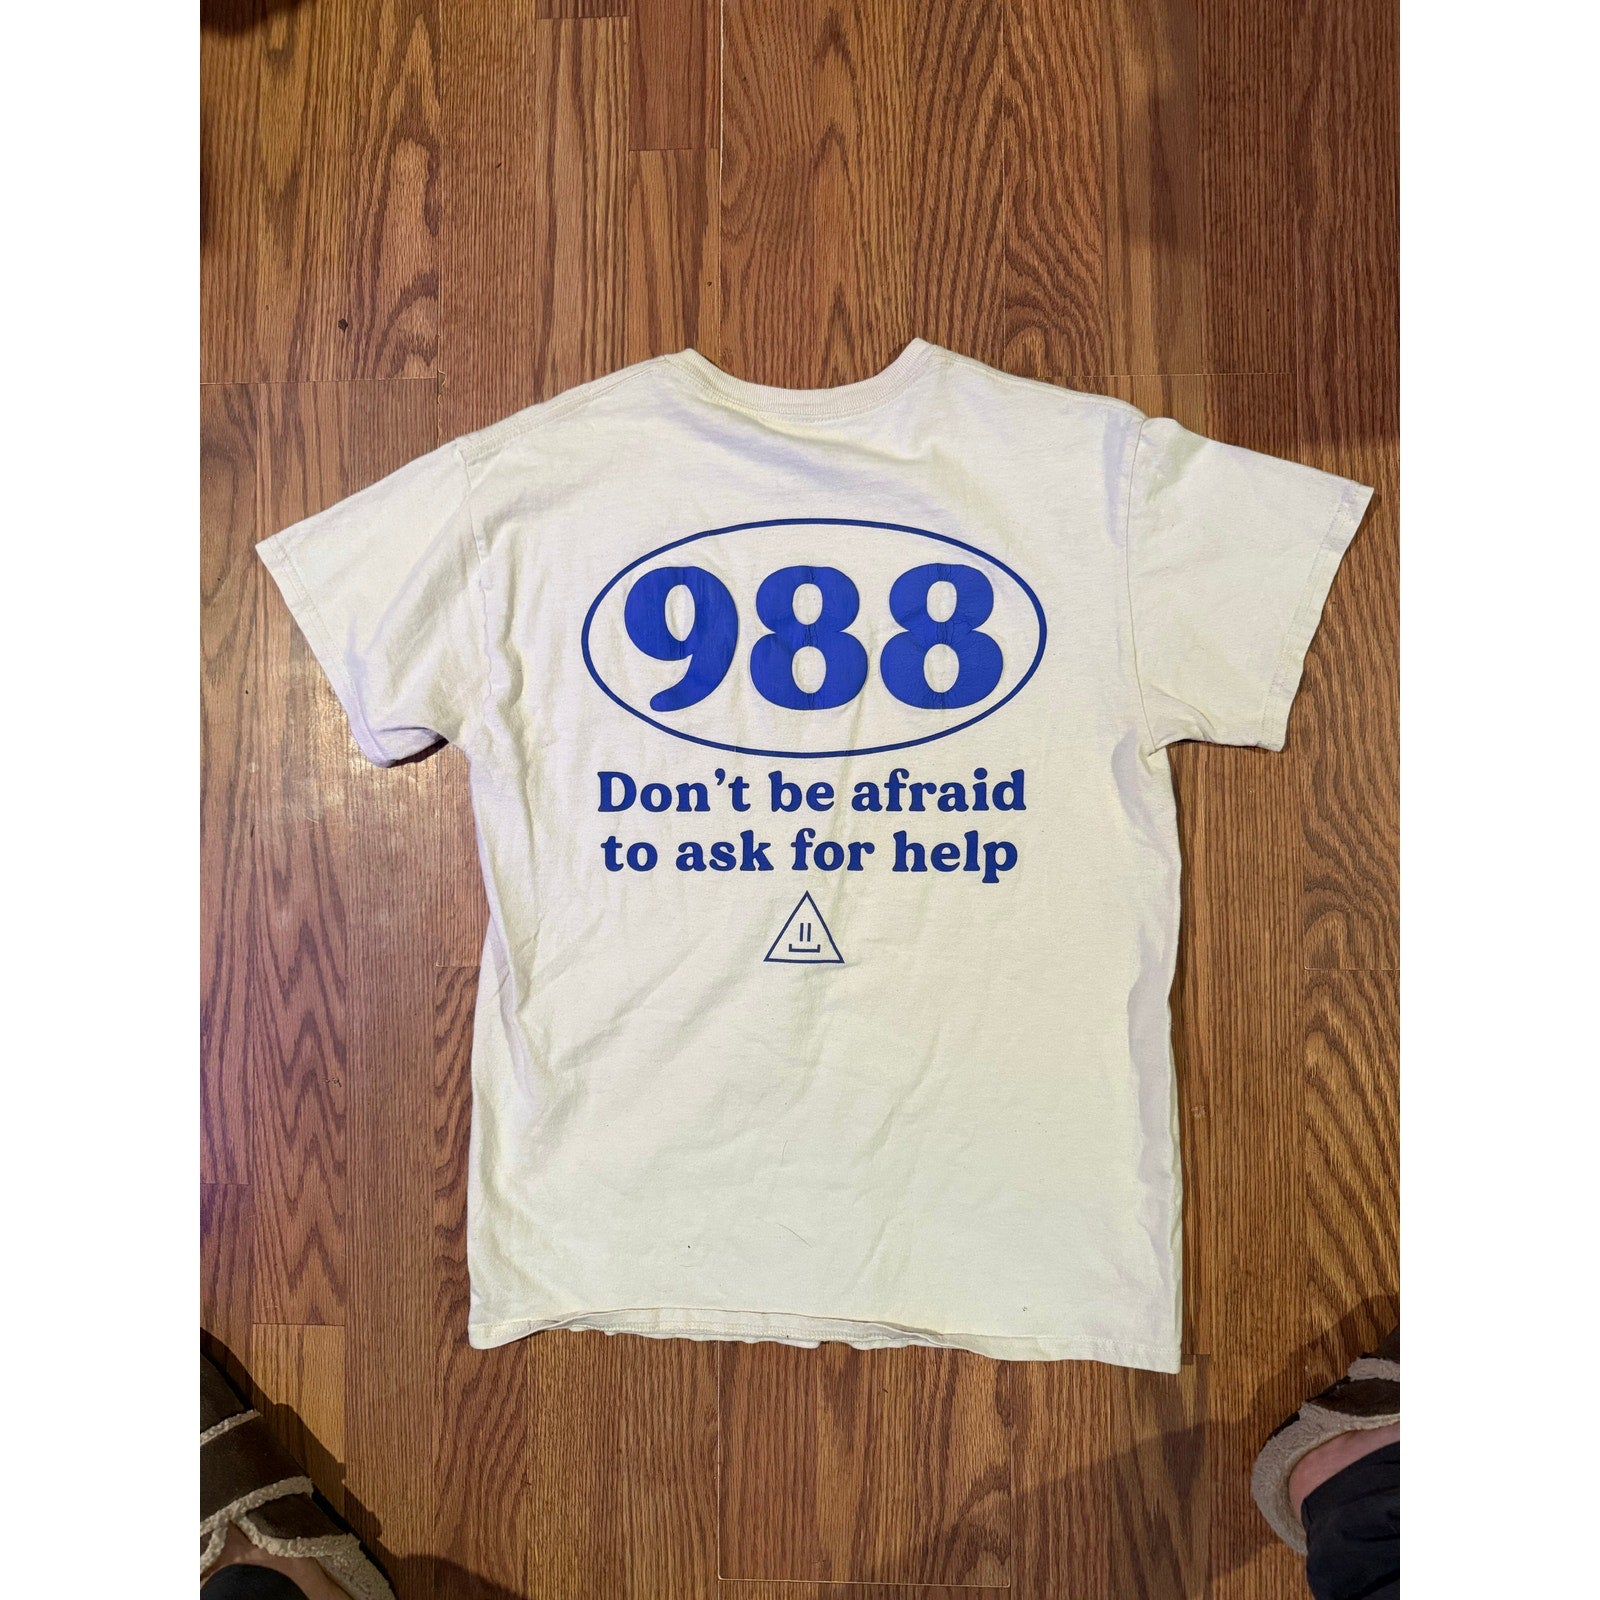 988
Don't be afraid
to ask for help